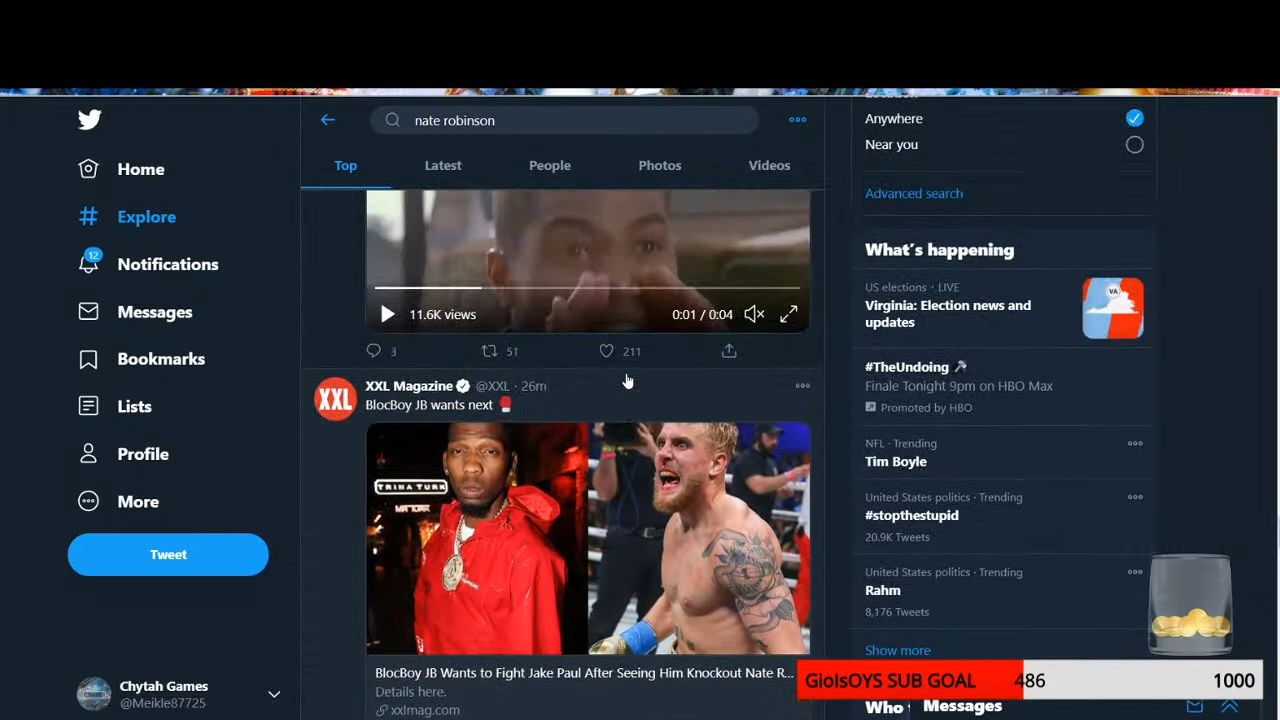 nate robinson
Home
Explore
12
Notifications
Messages
Bookmarks
Lists
Profile
More
Tweet
Chytah Games
@Meikle87725
Top
Latest
People
Photos
Videos
11.6K views
0:01 / 0:04
3
51
211
XXL
XXL Magazine @XXL · 26m
BlocBoy JB wants next
TRINA TURK
BlocBoy JB Wants to Fight Jake Paul After Seeing Him Knockout Nate R...
Details here.
xxlmag.com
Anywhere
Near you
Advanced search
What's happening
US elections · LIVE
Virginia: Election news and
updates
VA
#TheUndoing
Finale Tonight 9pm on HBO Max
Promoted by HBO
NFL · Trending
Tim Boyle
United States politics · Trending
#stopthestupid
20.9K Tweets
United States politics · Trending
Rahm
8,176 Tweets
Show more
GioIsOYS SUB GOAL 486 1000
Who
Messages